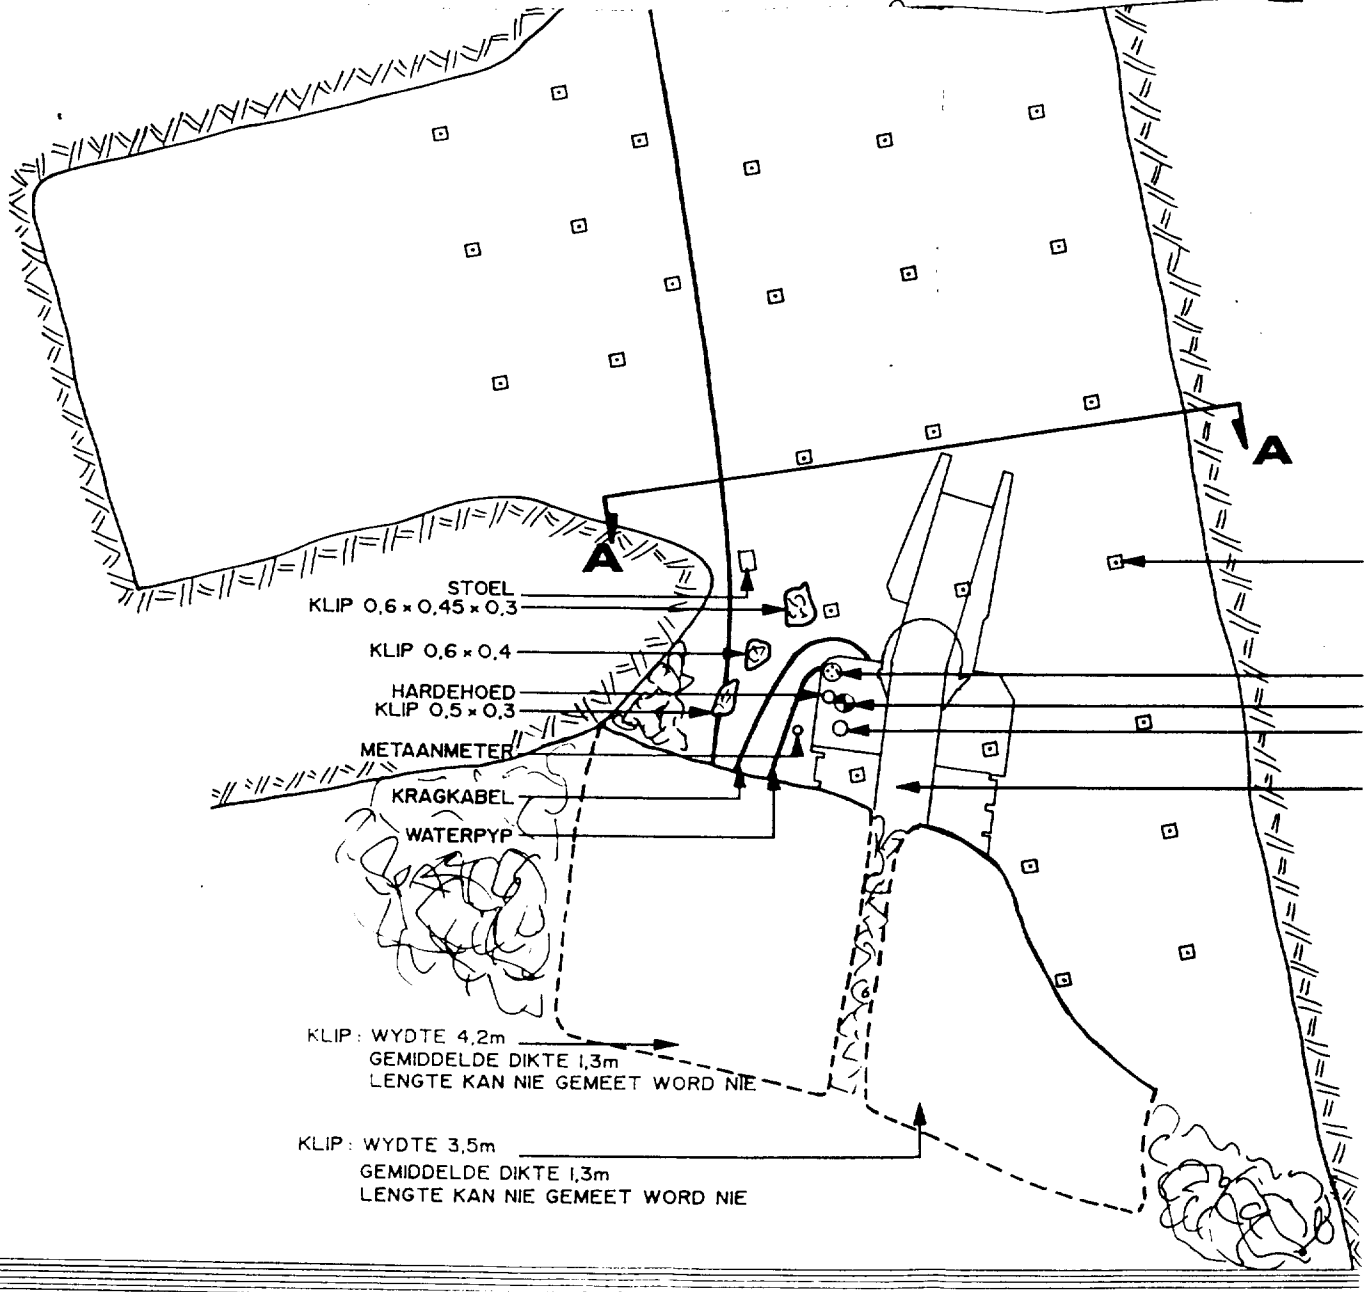 A
A
STOEL
KLIP 0,6 × 0,45 × 0,3
KLIP 0,6 × 0,4
HARDEHOED
KLIP 0,5 × 0,3
METAANMETER
KRAGKABEL
WATERPYP
KLIP: WYDTE 4,2m
GEMIDDELDE DIKTE 1,3m
LENGTE KAN NIE GEMEET WORD NIE
KLIP: WYDTE 3,5m
GEMIDDELDE DIKTE 1,3m
LENGTE KAN NIE GEMEET WORD NIE